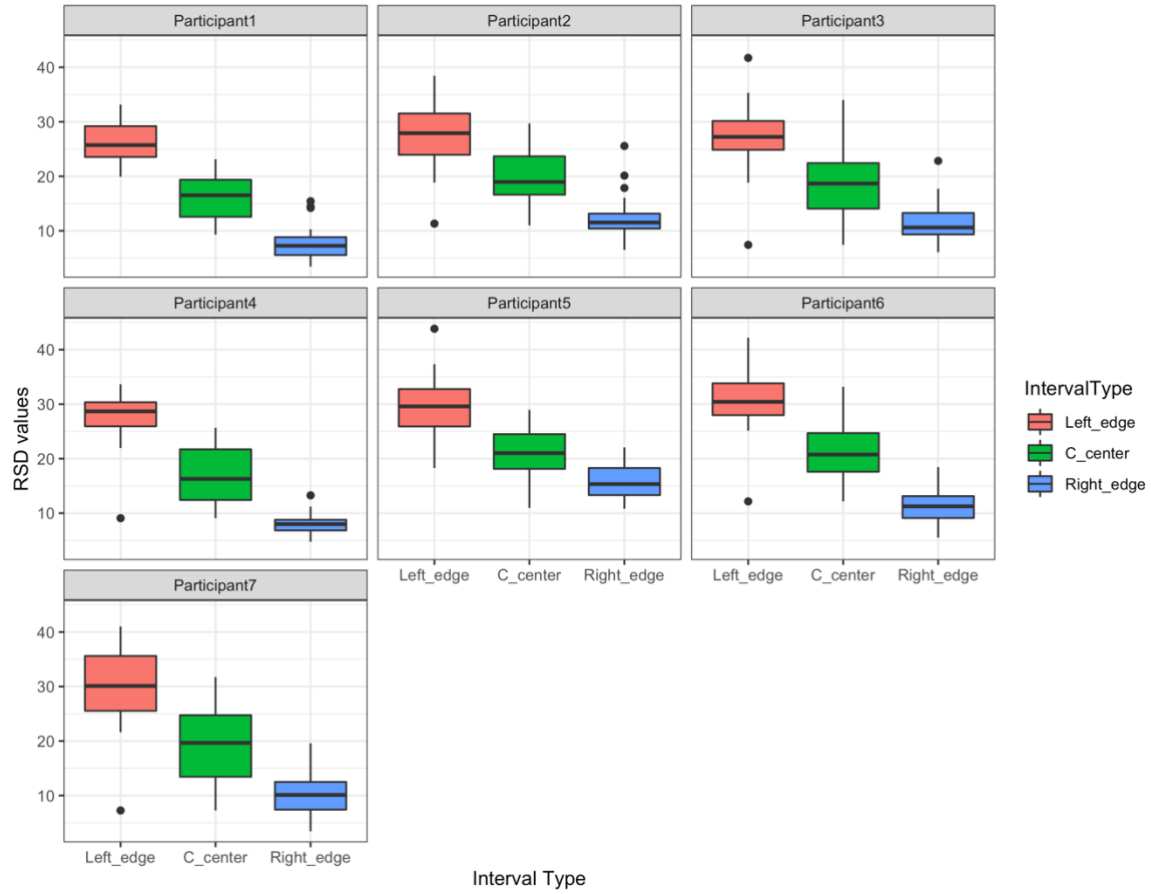 Participant1
Participant2
Participant3
40
30
20
10
Participant4
Participant5
Participant6
40
30
20
10
Left_edge
C_center
Right_edge
Left_edge
C_center
Right_edge
Participant7
40
30
20
10
Left_edge
C_center
Right_edge
RSD values
Interval Type
IntervalType
Left_edge
C_center
Right_edge